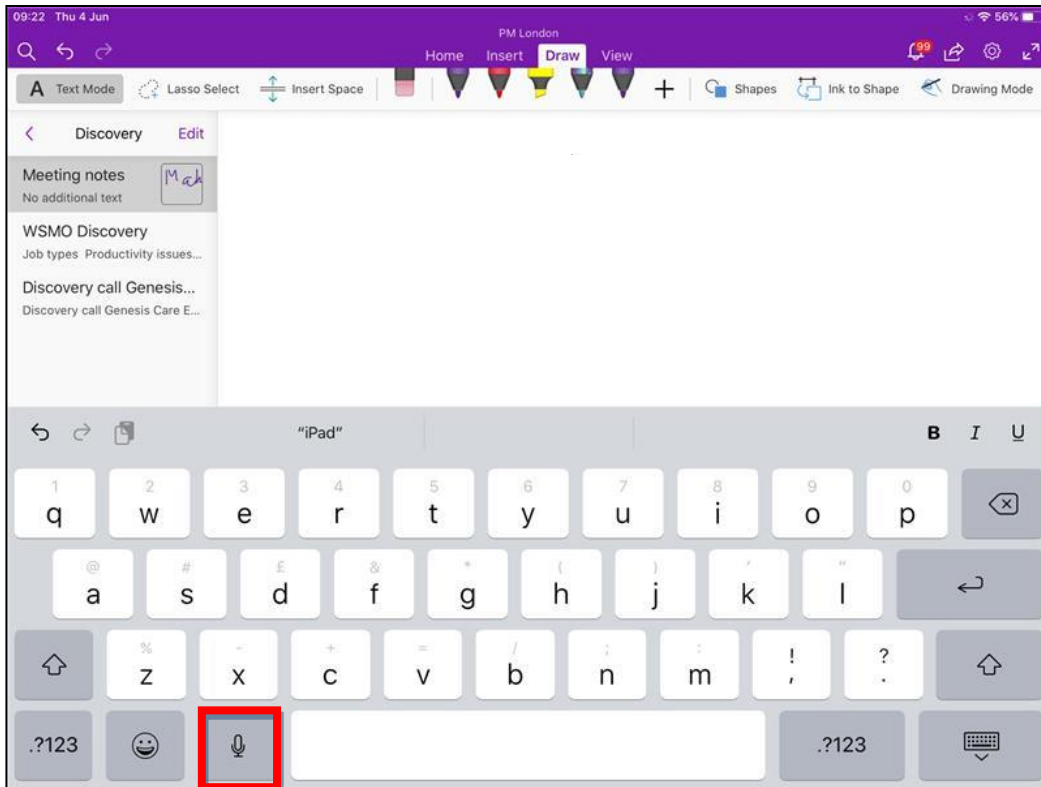 09:22 Thu 4 Jun
56%
PM London
Home Insert Draw View
99
A Text Mode Lasso Select Insert Space Shapes Ink to Shape Drawing Mode
Discovery Edit
Meeting notes
Mah
No additional text
WSMO Discovery
Job types Productivity issues...
Discovery call Genesis...
Discovery call Genesis Care E...
"iPad" B I U
1 2 3 4 5 6 7 8 9 0
q w e r t y u i o p
@ # £ & * ( ) ' "
a s d f g h j k l
% - + = / ; : ! ?
z x c v b n m , .
.?123 .?123